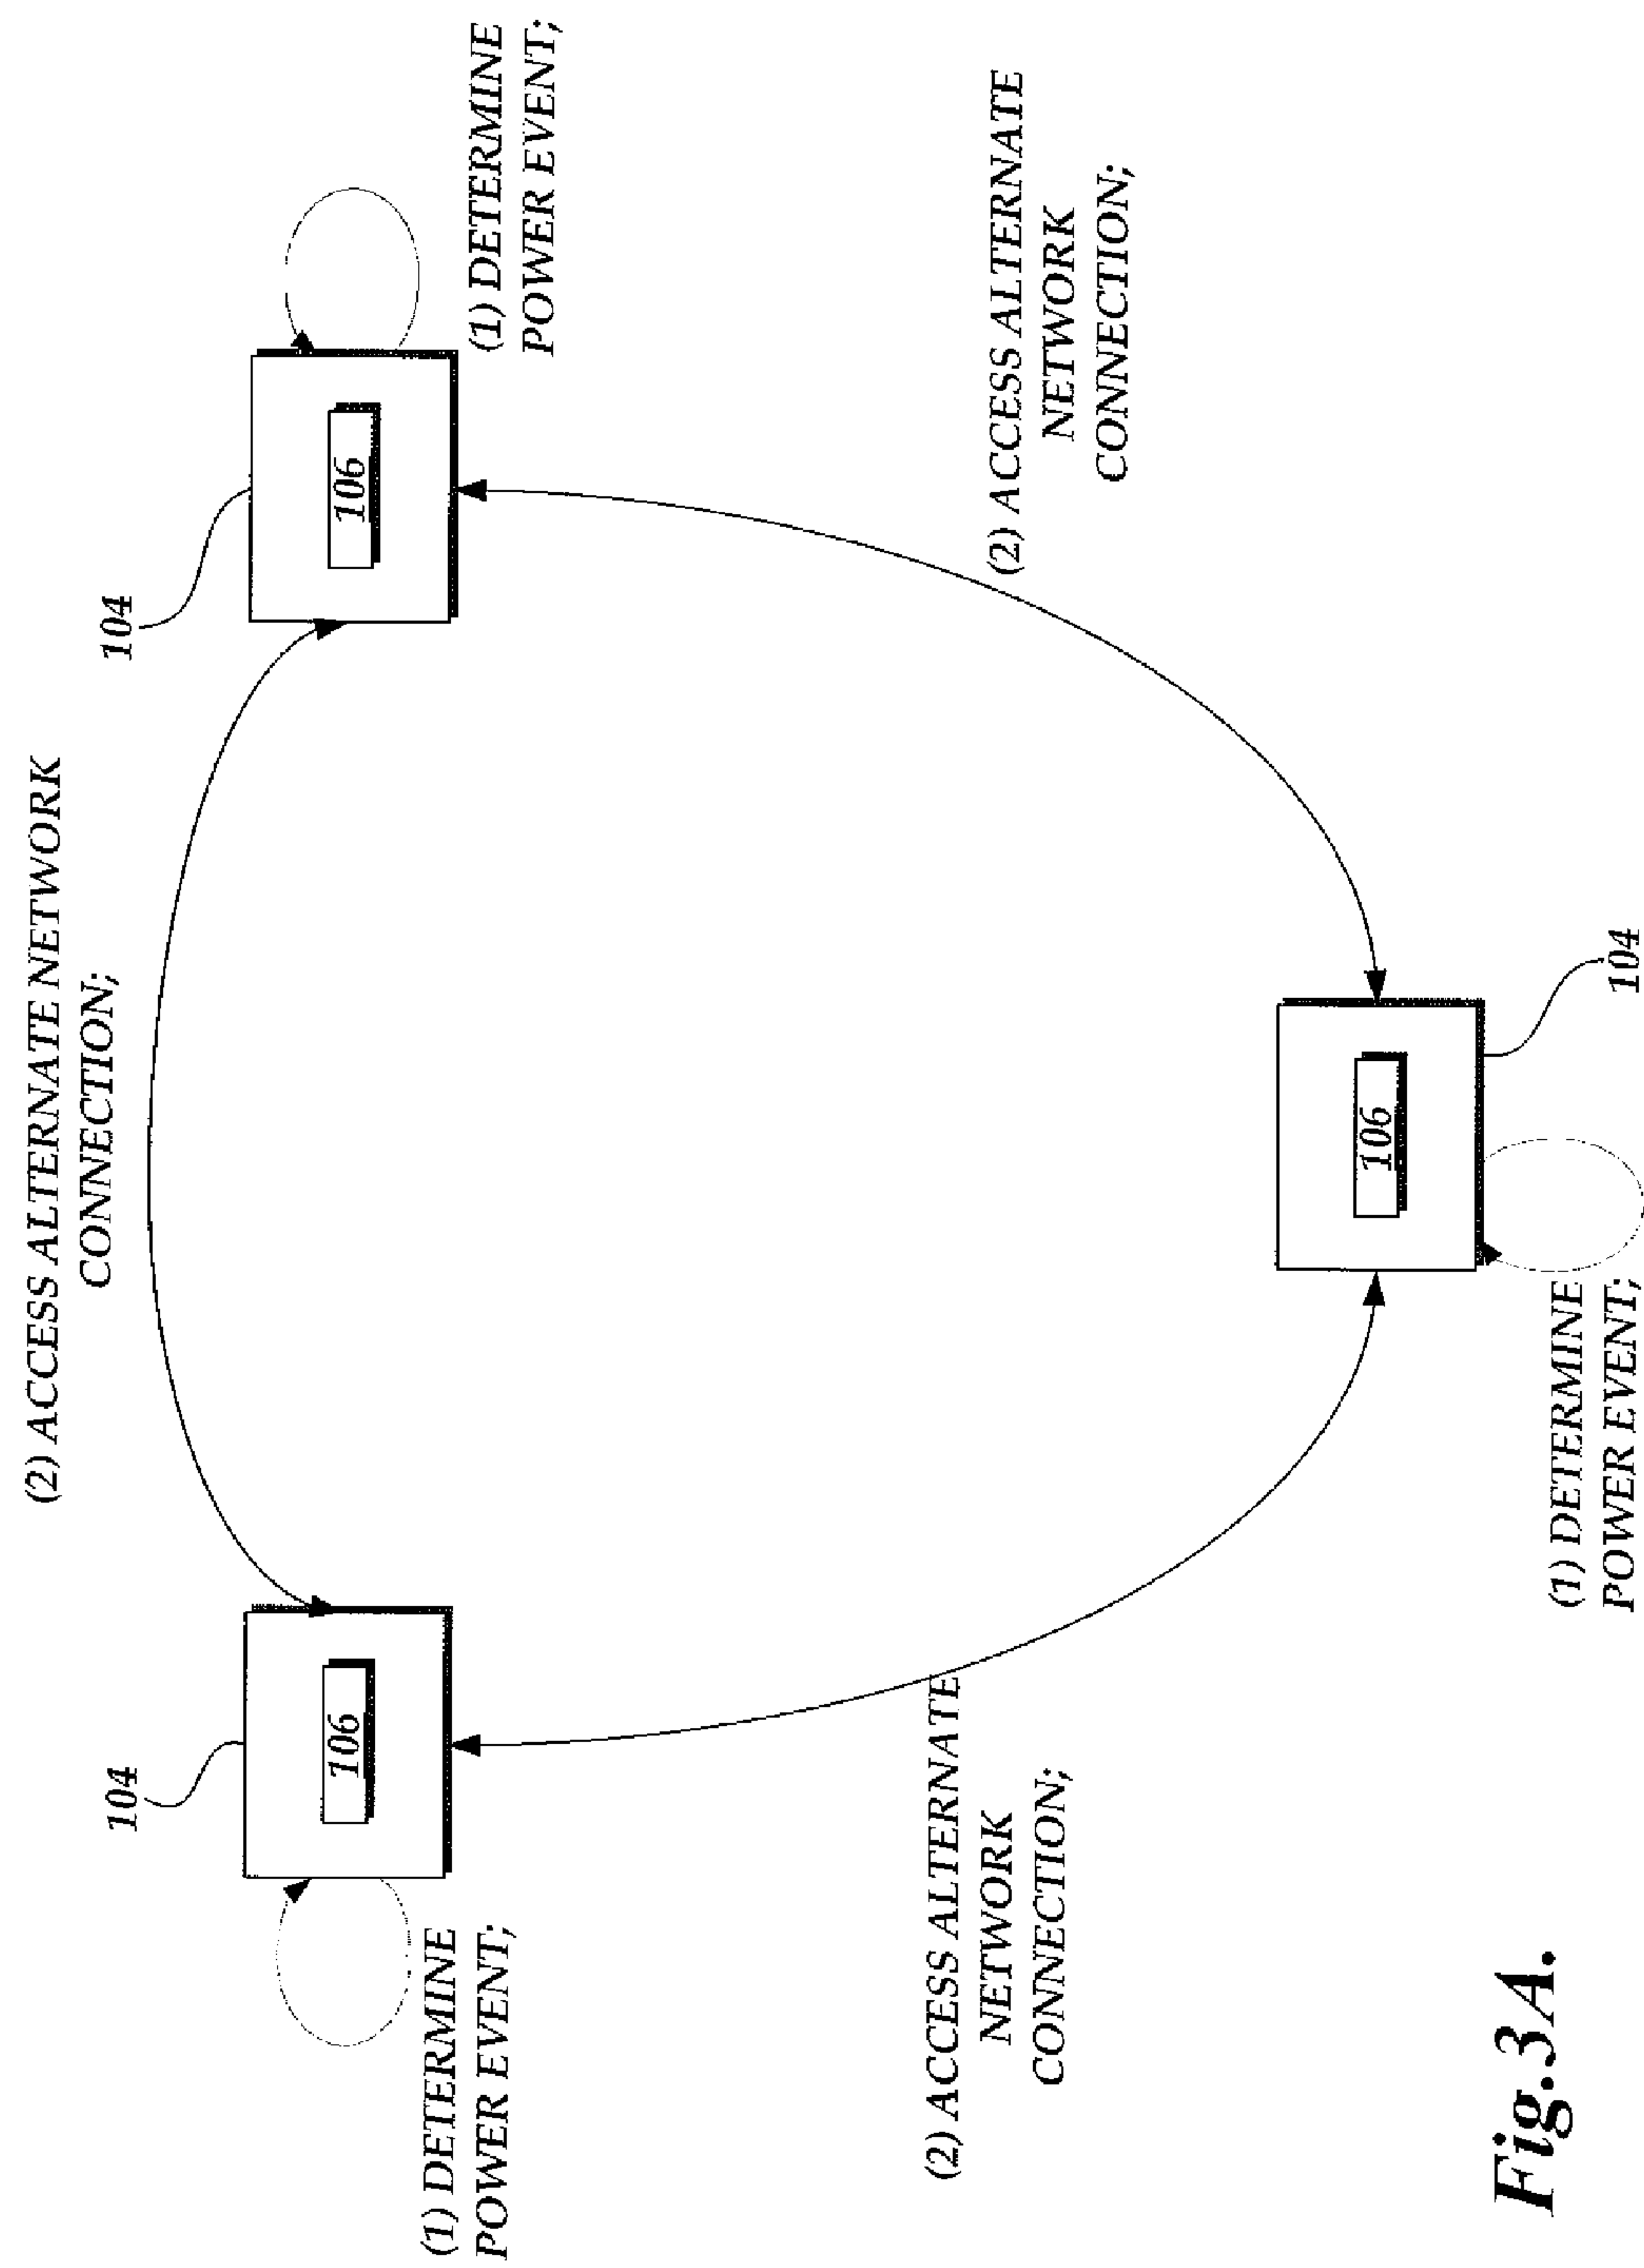 (2) ACCESS ALTERNATE NETWORK
CONNECTION;
104
104
106
106
(1) DETERMINE
POWER EVENT;
(1) DETERMINE
POWER EVENT;
(2) ACCESS ALTERNATE
NETWORK
CONNECTION;
(2) ACCESS ALTERNATE
NETWORK
CONNECTION;
106
104
(1) DETERMINE
POWER EVENT;
Fig.3A.